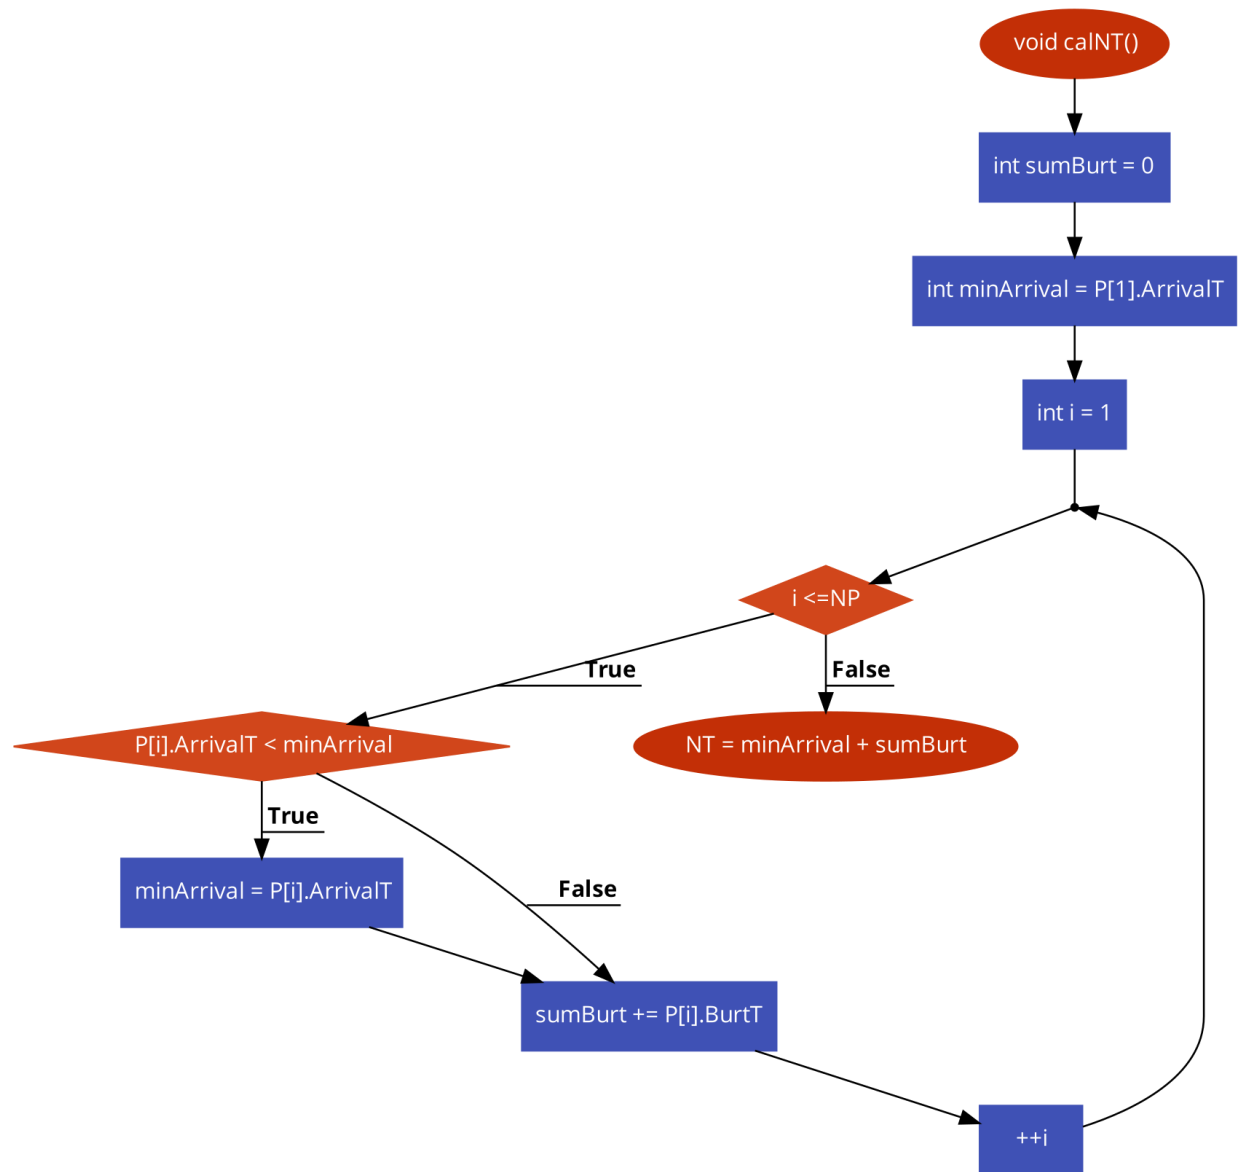 void calNT()
int sumBurt = 0
int minArrival = P[1].ArrivalT
int i = 1
i <=NP
True
False
P[i].ArrivalT < minArrival
NT = minArrival + sumBurt
True
minArrival = P[i].ArrivalT
False
sumBurt += P[i].BurtT
++i